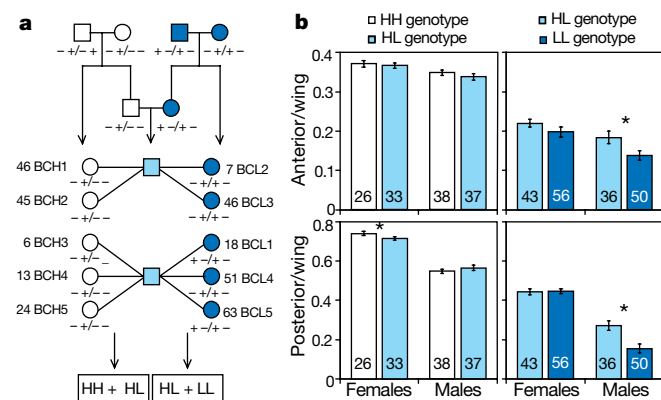 a
− +/− +
− +/− −
+ −/− +
− +/+ −
− +/− −
+ −/− +
46 BCH1
− +/− −
7 BCL2
− +/+ −
45 BCH2
− +/− −
46 BCL3
− +/+ −
6 BCH3
− +/− −
18 BCL1
+ −/+ −
13 BCH4
− +/− −
51 BCL4
− +/+ −
24 BCH5
− +/− −
63 BCL5
+ −/+ −
HH + HL
HL + LL
b
HH genotype
HL genotype
HL genotype
LL genotype
Anterior/wing
0.4
0.3
0.2
0.1
0
26
33
38
37
43
56
*
36
50
Posterior/wing
0.8
0.6
0.4
0.2
0
*
26
33
38
37
43
56
*
36
50
Females
Males
Females
Males